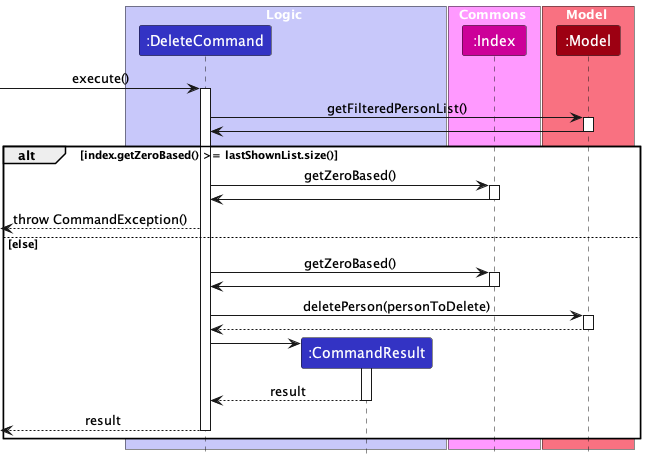 Logic
Commons
Model
:DeleteCommand
:Index
:Model
execute()
getFilteredPersonList()
alt
[index.getZeroBased() >= lastShownList.size()]
getZeroBased()
throw CommandException()
[else]
getZeroBased()
deletePerson(personToDelete)
:CommandResult
result
result